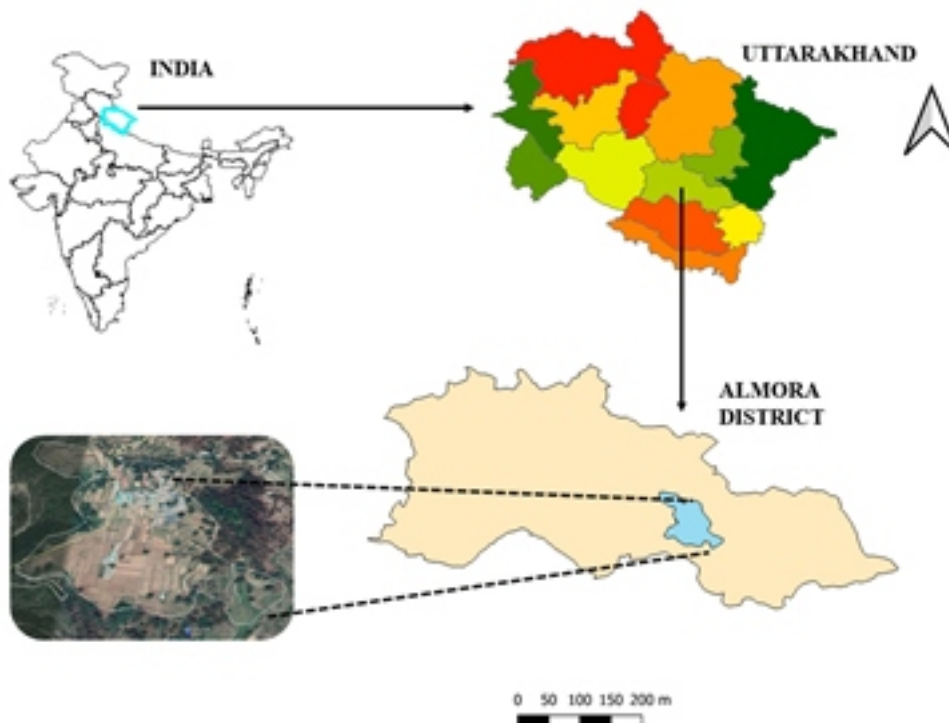 INDIA
UTTARAKHAND
ALMORA
DISTRICT
0 50 100 150 200 m